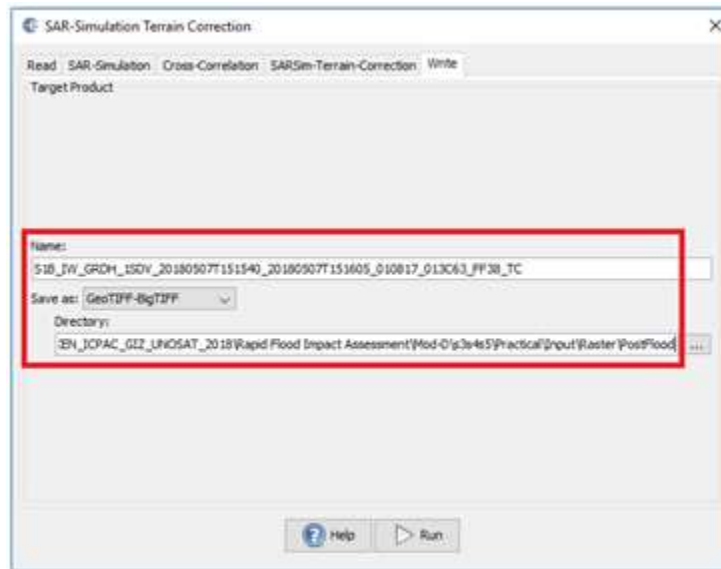 SAR-Simulation Terrain Correction
Read SAR-Simulation Cross-Correlation SARSim-Terrain-Correction Write
Target Product
Name:
S1B_IW_GRDH_1SDV_20180507T151540_20180507T151605_010817_013C63_FF38_TC
Save as: GeoTIFF-BigTIFF
Directory:
EN_ICPAC_GIZ_UNOSAT_2018\Rapid Flood Impact Assessment\Mod-D\s3s4s5\Practical\Input\Raster\PostFlood ...
Help Run